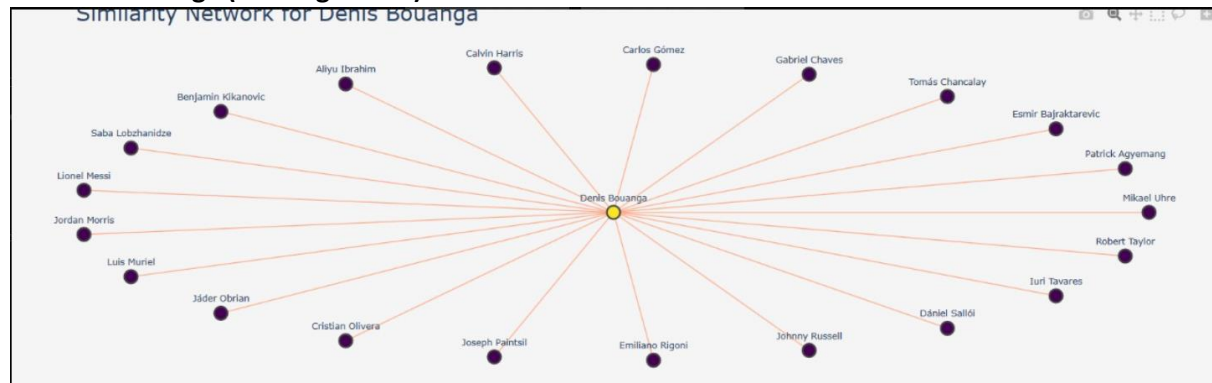 Similarity Network for Denis Bouanga
Carlos Gómez
Calvin Harris
Gabriel Chaves
Aliyu Ibrahim
Tomás Chancalay
Benjamin Kikanovic
Esmir Bajraktarevic
Saba Lobzhanidze
Patrick Agyemang
Lionel Messi
Denis Bouanga
Mikael Uhre
Jordan Morris
Robert Taylor
Luis Muriel
Iuri Tavares
Jáder Obrian
Dániel Sallói
Cristian Olivera
Johnny Russell
Joseph Paintsil
Emiliano Rigoni